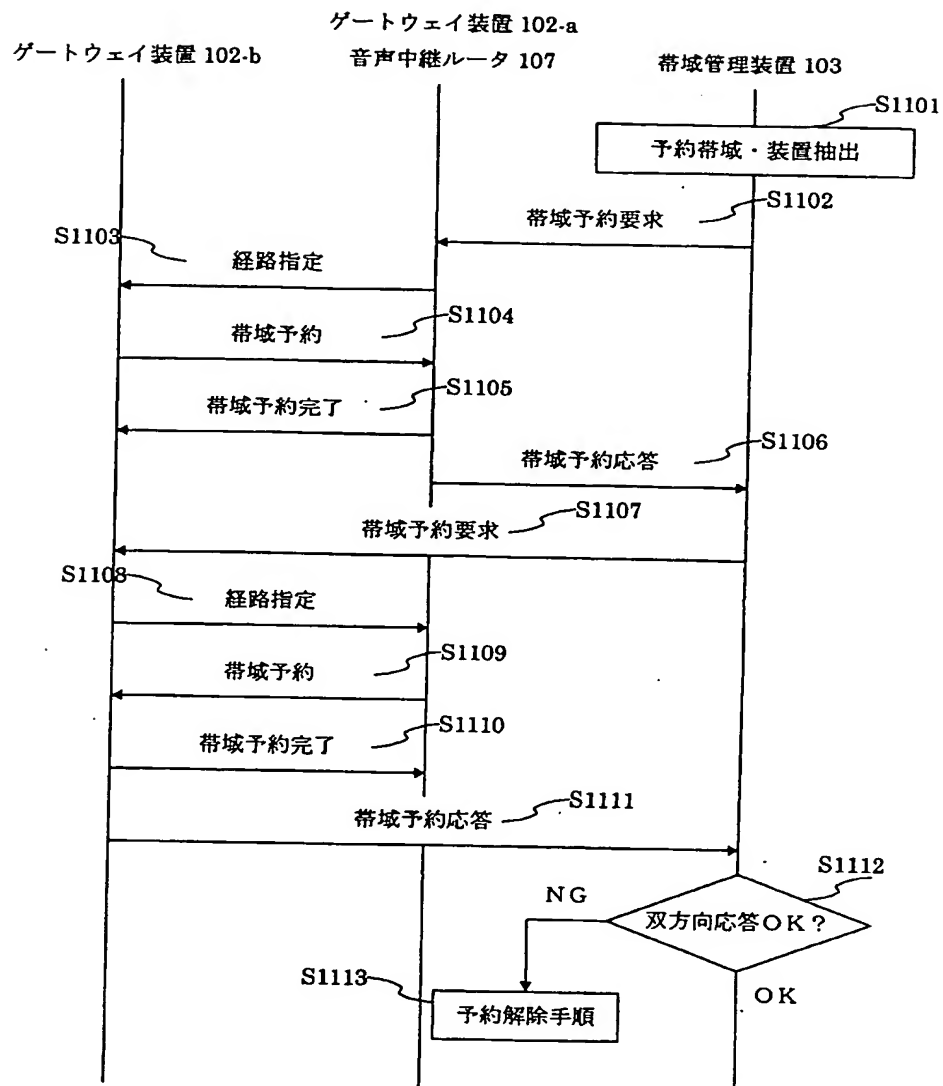 ゲートウェイ装置 102-b
ゲートウェイ装置 102-a
音声中継ルータ 107
帯域管理装置 103
S1101
予約帯域・装置抽出
S1102
帯域予約要求
S1103
経路指定
S1104
帯域予約
S1105
帯域予約完了
S1106
帯域予約応答
S1107
帯域予約要求
S1108
経路指定
S1109
帯域予約
S1110
帯域予約完了
S1111
帯域予約応答
S1112
双方向応答OK?
NG
OK
S1113
予約解除手順